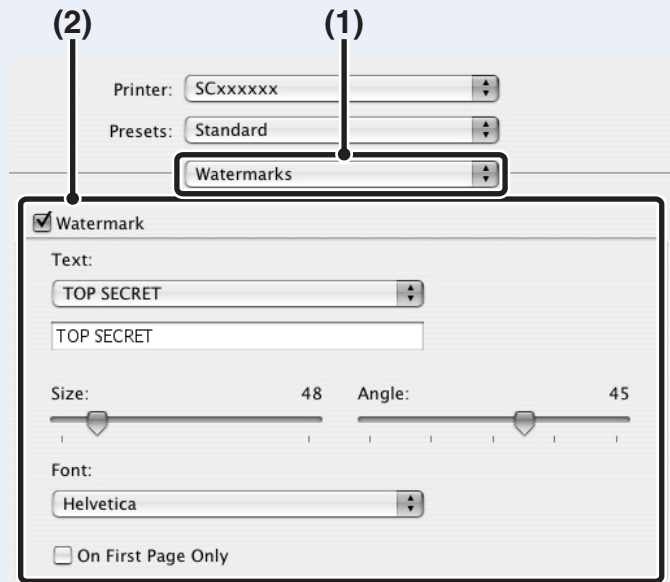 (2) (1)
Printer: SCxxxxxx
Presets: Standard
Watermarks
Watermark
Text:
TOP SECRET
TOP SECRET
Size: 48 Angle: 45
Font:
Helvetica
On First Page Only